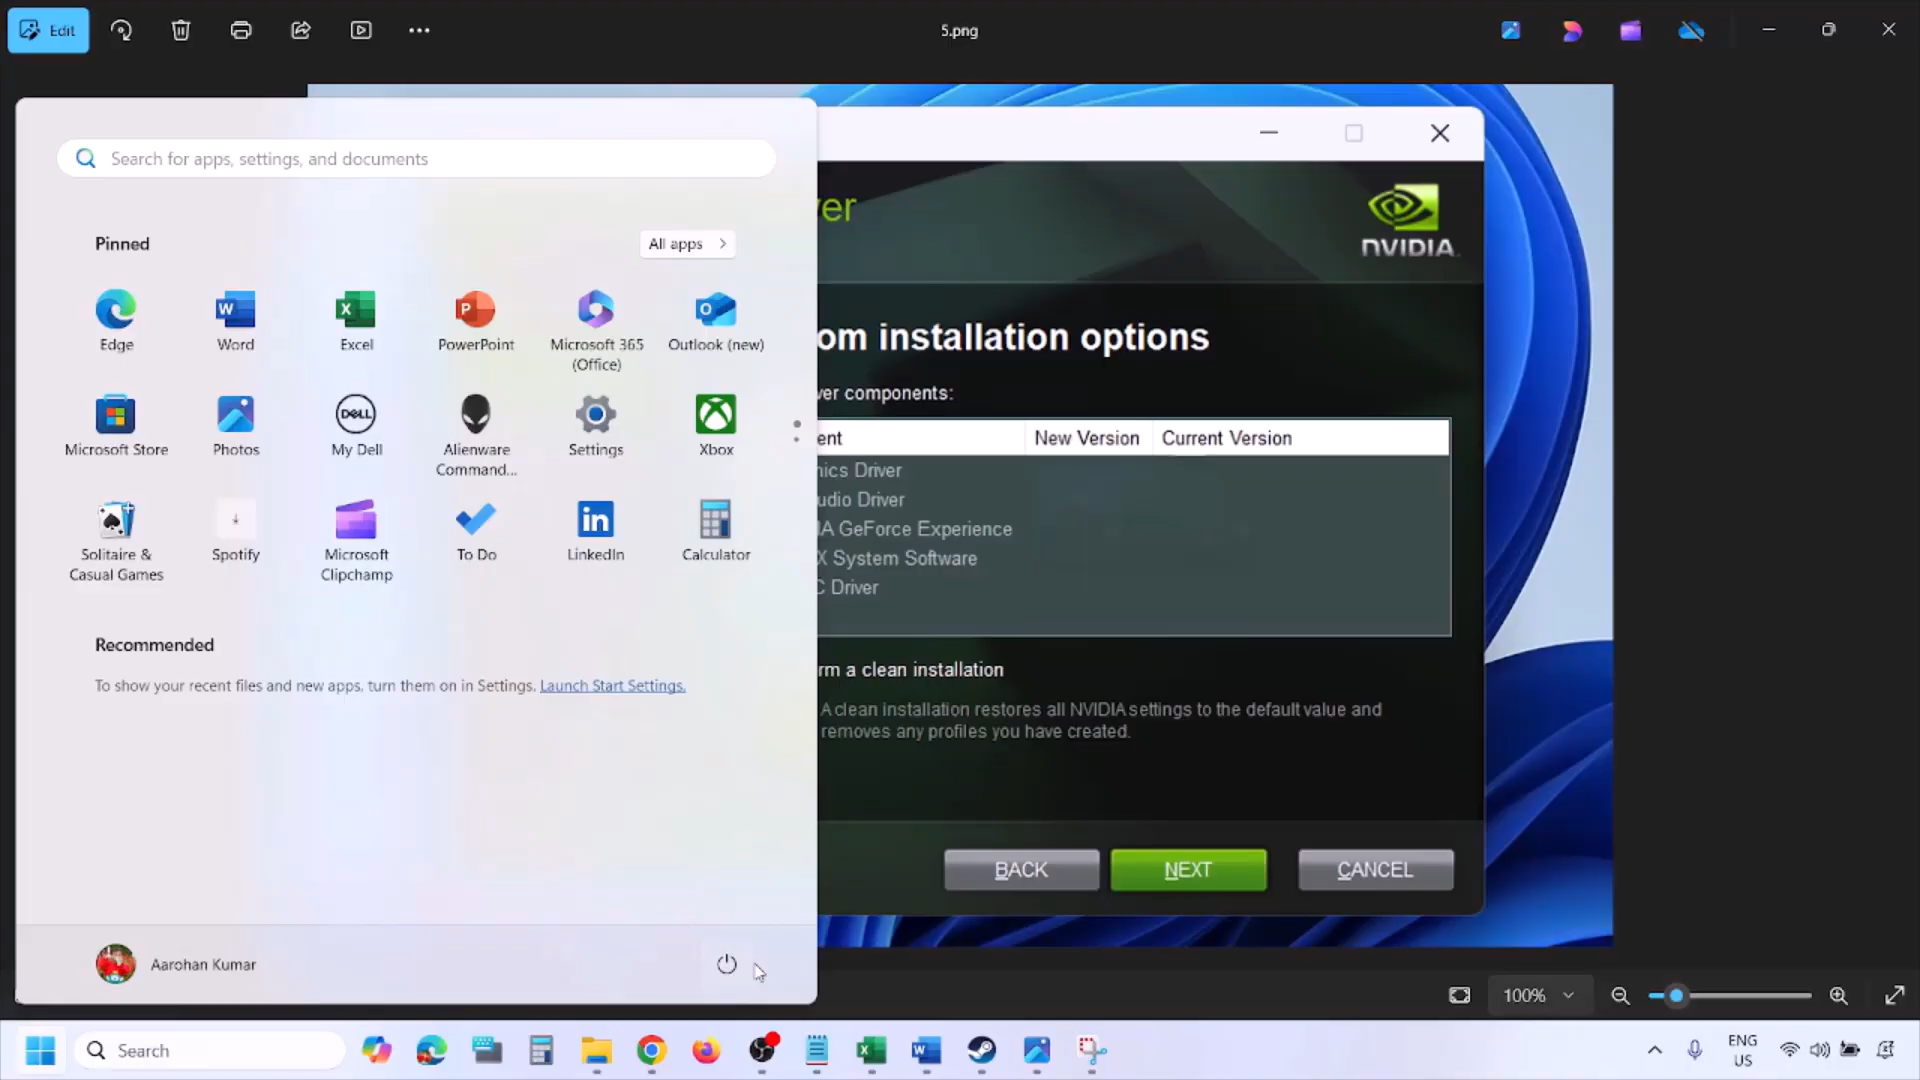 Edit
5.png
Search for apps, settings, and documents
Pinned
All apps
Edge
Word
Excel
PowerPoint
Microsoft 365
(Office)
Outlook (new)
Microsoft Store
Photos
DELL
My Dell
Alienware
Command...
Settings
Xbox
Solitaire &
Casual Games
Spotify
Microsoft
Clipchamp
To Do
LinkedIn
Calculator
Recommended
To show your recent files and new apps, turn them on in Settings. Launch Start Settings.
Aarohan Kumar
ver
NVIDIA
om installation options
ver components:
ent New Version Current Version
nics Driver
udio Driver
IA GeForce Experience
X System Software
C Driver
rm a clean installation
A clean installation restores all NVIDIA settings to the default value and
removes any profiles you have created.
BACK NEXT CANCEL
100%
Search
ENG
US